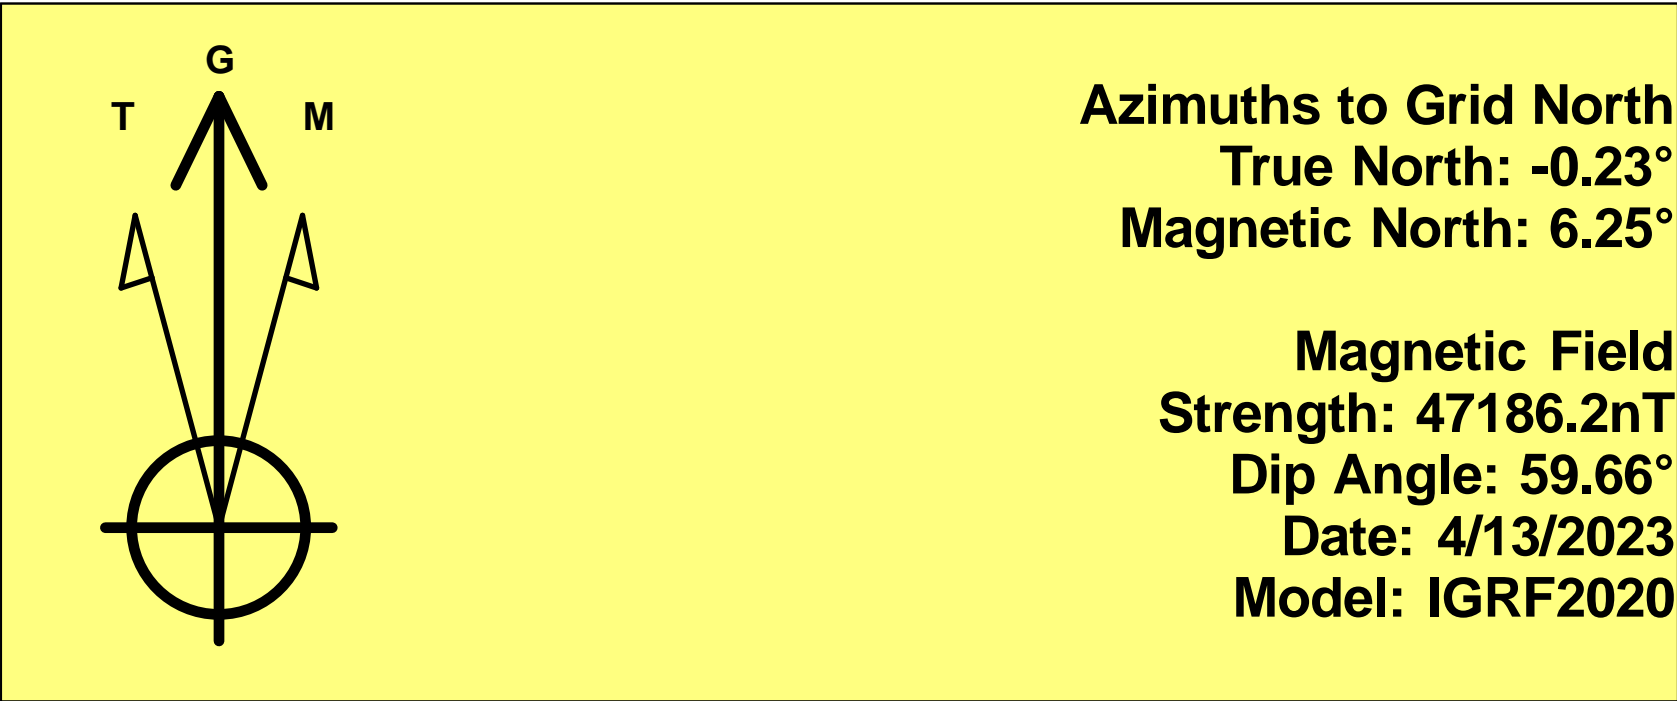 G
T
M
Azimuths to Grid North
True North: -0.23°
Magnetic North: 6.25°
Magnetic Field
Strength: 47186.2nT
Dip Angle: 59.66°
Date: 4/13/2023
Model: IGRF2020